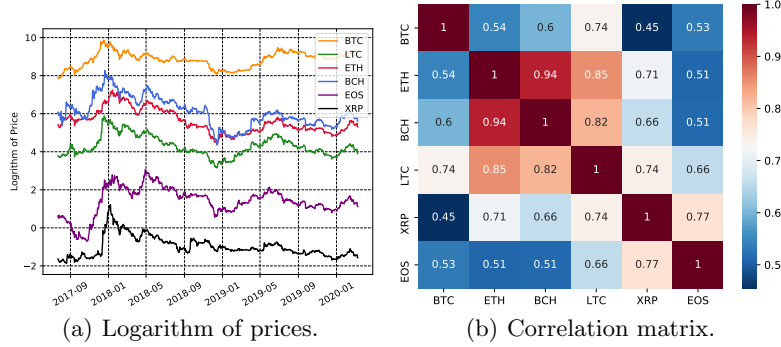 10
8
6
4
2
0
−2
Logrithm of Price
2017-09
2018-01
2018-05
2018-09
2019-01
2019-05
2019-09
2020-01
BTC
LTC
ETH
BCH
EOS
XRP
(a) Logarithm of prices.
BTC 1 0.54 0.6 0.74 0.45 0.53
ETH 0.54 1 0.94 0.85 0.71 0.51
BCH 0.6 0.94 1 0.82 0.66 0.51
LTC 0.74 0.85 0.82 1 0.74 0.66
XRP 0.45 0.71 0.66 0.74 1 0.77
EOS 0.53 0.51 0.51 0.66 0.77 1
BTC ETH BCH LTC XRP EOS
1.0
0.9
0.8
0.7
0.6
0.5
(b) Correlation matrix.